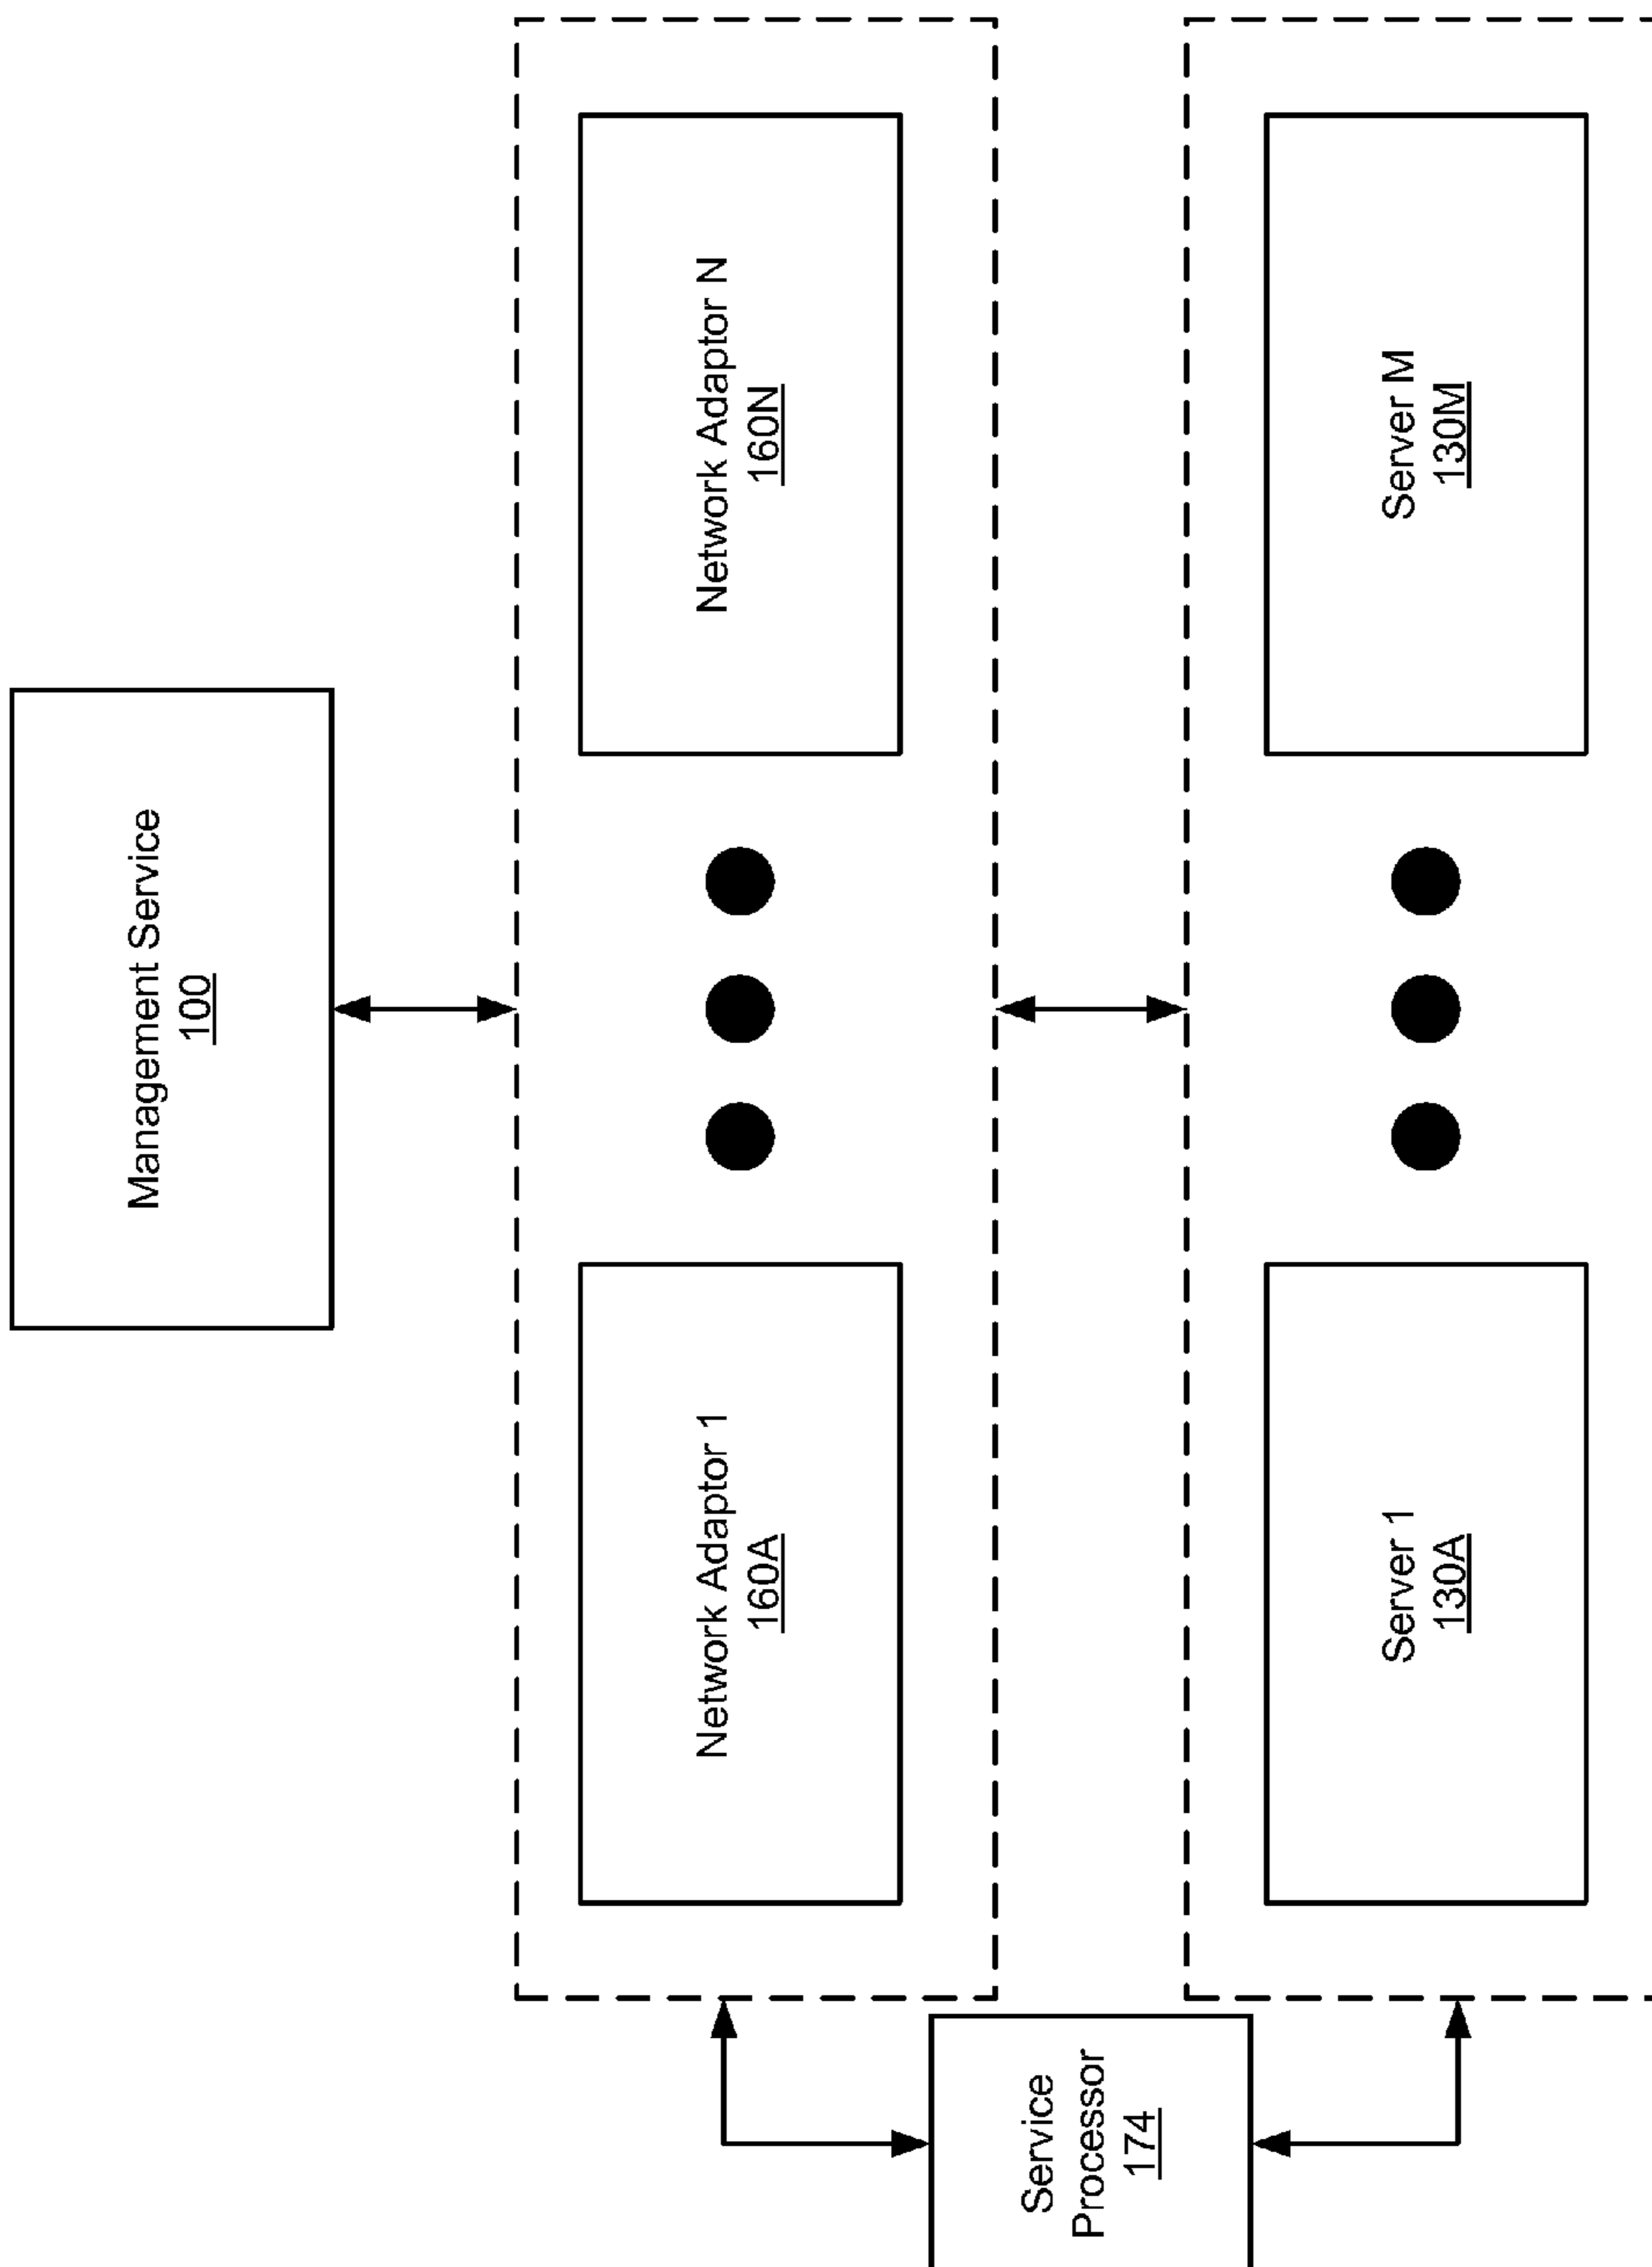 Management Service
100
Network Adaptor 1
160A
Network Adaptor N
160N
Service
Processor
174
Server 1
130A
Server M
130M